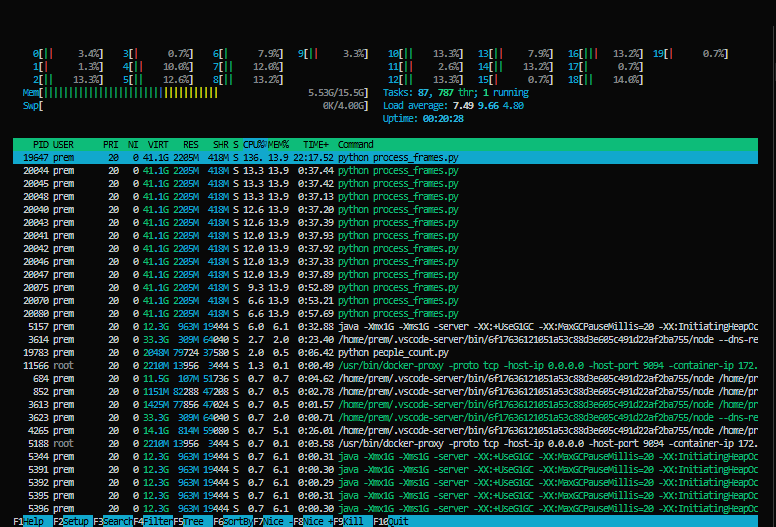 0[|| 3.4%] 3[| 0.7%] 6[| 7.9%] 9[|| 3.3%] 10[|| 13.3%] 13[|| 7.9%] 16[||| 13.2%] 19[| 0.7%]
1[| 1.3%] 4[|| 10.0%] 7[|| 12.0%] 11[|| 2.6%] 14[|| 13.2%] 17[| 0.7%]
2[|| 13.3%] 5[|| 12.6%] 8[|| 13.2%] 12[|| 13.3%] 15[| 0.7%] 18[|| 14.0%]
Mem[ 5.53G/15.5G] Tasks: 87, 787 thr; 1 running
Swp[ 0K/4.00G] Load average: 7.49 9.66 4.80
Uptime: 00:20:28
PID USER PRI NI VIRT RES SHR S CPU% MEM% TIME+ Command
19647 prem 20 0 41.1G 2205M 418M S 136. 13.9 22:17.52 python process_frames.py
20044 prem 20 0 41.1G 2205M 418M S 13.3 13.9 0:37.44 python process_frames.py
20045 prem 20 0 41.1G 2205M 418M S 13.3 13.9 0:37.42 python process_frames.py
20048 prem 20 0 41.1G 2205M 418M S 13.3 13.9 0:37.13 python process_frames.py
20040 prem 20 0 41.1G 2205M 418M S 12.6 13.9 0:37.20 python process_frames.py
20043 prem 20 0 41.1G 2205M 418M S 12.6 13.9 0:37.39 python process_frames.py
20041 prem 20 0 41.1G 2205M 418M S 12.0 13.9 0:37.93 python process_frames.py
20042 prem 20 0 41.1G 2205M 418M S 12.0 13.9 0:37.92 python process_frames.py
20046 prem 20 0 41.1G 2205M 418M S 12.0 13.9 0:37.33 python process_frames.py
20047 prem 20 0 41.1G 2205M 418M S 12.0 13.9 0:37.89 python process_frames.py
20075 prem 20 0 41.1G 2205M 418M S 9.3 13.9 0:52.89 python process_frames.py
20070 prem 20 0 41.1G 2205M 418M S 6.6 13.9 0:53.21 python process_frames.py
20080 prem 20 0 41.1G 2205M 418M S 6.6 13.9 0:57.69 python process_frames.py
5157 prem 20 0 12.3G 963M 19444 S 6.0 6.1 0:32.88 java -Xmx1G -Xms1G -server -XX:+UseG1GC -XX:MaxGCPauseMillis=20 -XX:InitiatingHeapOc
3614 prem 20 0 33.3G 309M 64040 S 2.7 2.0 0:23.40 /home/prem/.vscode-server/bin/6f17636121051a53c88d3e605c491d22af2ba755/node --dns-re
19783 prem 20 0 2048M 79724 37580 S 2.0 0.5 0:06.42 python people_count.py
11566 root 20 0 2210M 13956 3444 S 1.3 0.1 0:00.49 /usr/bin/docker-proxy -proto tcp -host-ip 0.0.0.0 -host-port 9094 -container-ip 172.
684 prem 20 0 11.5G 107M 51736 S 0.7 0.7 0:04.62 /home/prem/.vscode-server/bin/6f17636121051a53c88d3e605c491d22af2ba755/node /home/pr
852 prem 20 0 1151M 82288 47208 S 0.7 0.5 0:02.78 /home/prem/.vscode-server/bin/6f17636121051a53c88d3e605c491d22af2ba755/node /home/pr
3613 prem 20 0 1425M 77856 47024 S 0.7 0.5 0:01.57 /home/prem/.vscode-server/bin/6f17636121051a53c88d3e605c491d22af2ba755/node /home/pr
3623 prem 20 0 33.3G 309M 64040 S 0.7 2.0 0:00.71 /home/prem/.vscode-server/bin/6f17636121051a53c88d3e605c491d22af2ba755/node --dns-re
4265 prem 20 0 14.1G 814M 59080 S 0.7 5.1 0:26.01 /home/prem/.vscode-server/bin/6f17636121051a53c88d3e605c491d22af2ba755/node /home/pr
5188 root 20 0 2210M 13956 3444 S 0.7 0.1 0:03.58 /usr/bin/docker-proxy -proto tcp -host-ip 0.0.0.0 -host-port 9094 -container-ip 172.
5344 prem 20 0 12.3G 963M 19444 S 0.7 6.1 0:00.31 java -Xmx1G -Xms1G -server -XX:+UseG1GC -XX:MaxGCPauseMillis=20 -XX:InitiatingHeapOc
5391 prem 20 0 12.3G 963M 19444 S 0.7 6.1 0:00.30 java -Xmx1G -Xms1G -server -XX:+UseG1GC -XX:MaxGCPauseMillis=20 -XX:InitiatingHeapOc
5392 prem 20 0 12.3G 963M 19444 S 0.7 6.1 0:00.30 java -Xmx1G -Xms1G -server -XX:+UseG1GC -XX:MaxGCPauseMillis=20 -XX:InitiatingHeapOc
5395 prem 20 0 12.3G 963M 19444 S 0.7 6.1 0:00.31 java -Xmx1G -Xms1G -server -XX:+UseG1GC -XX:MaxGCPauseMillis=20 -XX:InitiatingHeapOc
5396 prem 20 0 12.3G 963M 19444 S 0.7 6.1 0:00.30 java -Xmx1G -Xms1G -server -XX:+UseG1GC -XX:MaxGCPauseMillis=20 -XX:InitiatingHeapOc
F1Help F2Setup F3Search F4Filter F5Tree F6SortBy F7Nice - F8Nice + F9Kill F10Quit